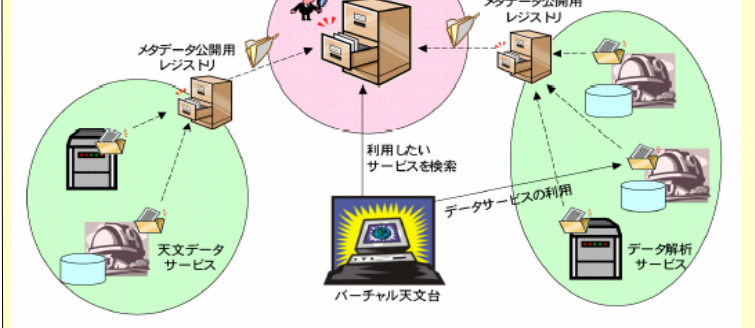 メタデータ公開用
レジストリ
メタデータ公開用
レジストリ
利用したい
サービスを検索
データサービスの利用
天文データ
サービス
データ解析
サービス
バーチャル天文台